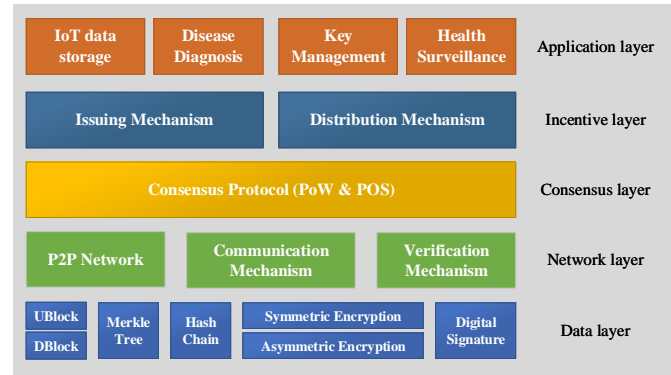 IoT data
storage
Disease
Diagnosis
Key
Management
Health
Surveillance
Application layer
Issuing Mechanism
Distribution Mechanism
Incentive layer
Consensus Protocol (PoW & POS)
Consensus layer
P2P Network
Communication
Mechanism
Verification
Mechanism
Network layer
UBlock
DBlock
Merkle
Tree
Hash
Chain
Symmetric Encryption
Asymmetric Encryption
Digital
Signature
Data layer